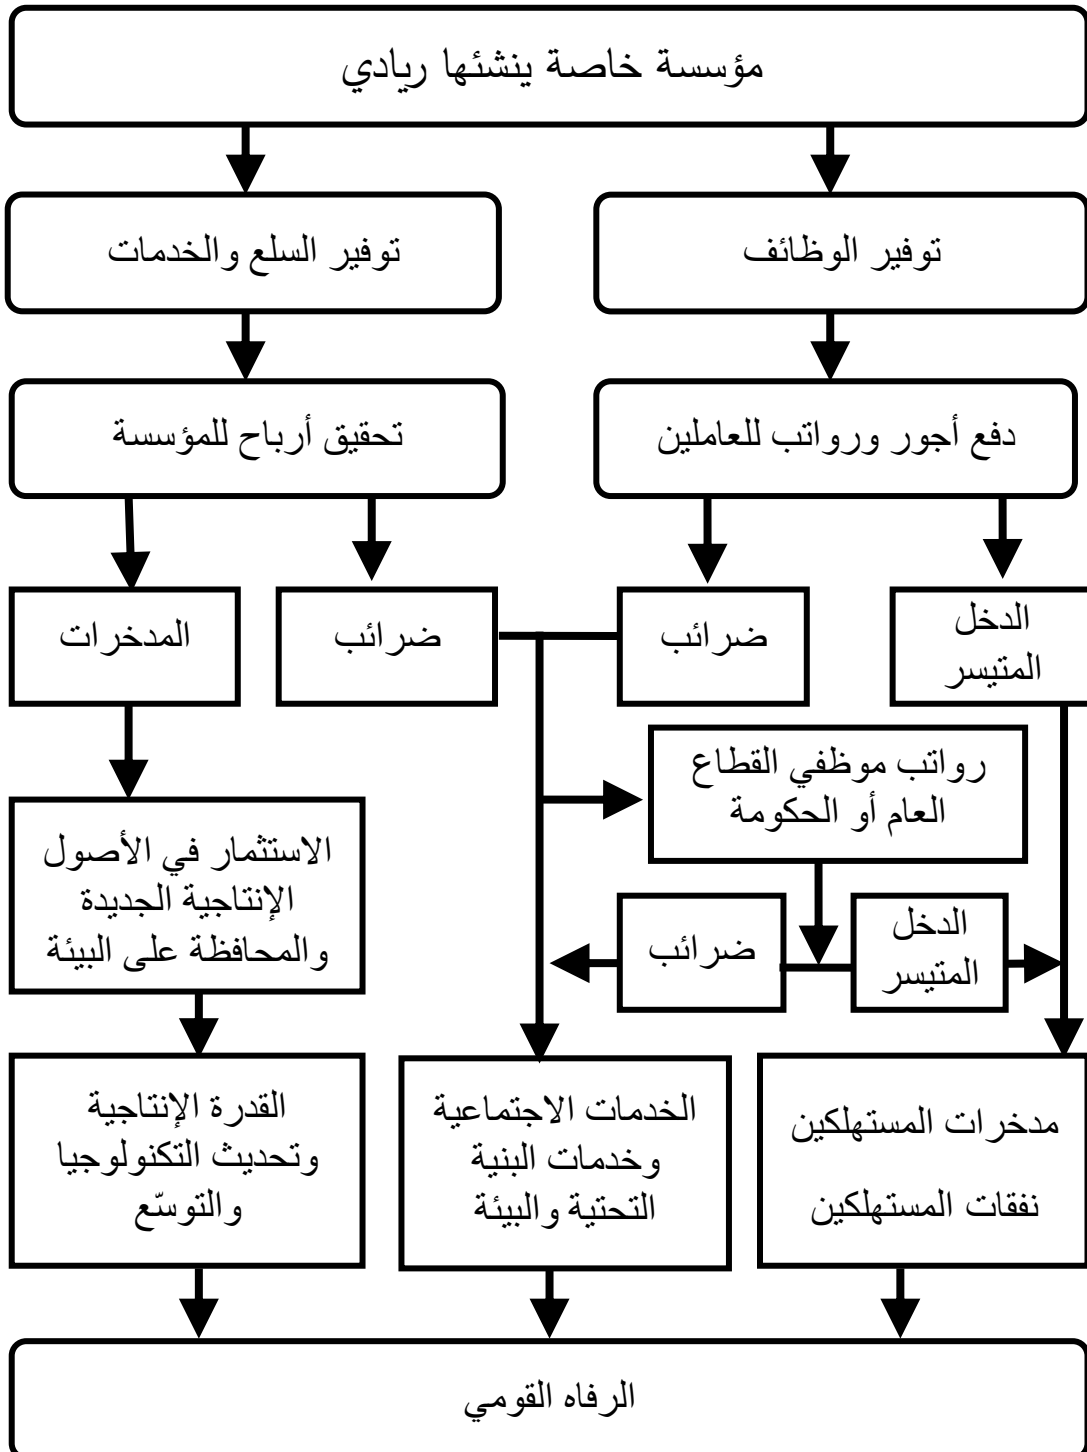 مؤسسة خاصة ينشئها ريادي
توفير الوظائف
توفير السلع والخدمات
دفع أجور ورواتب للعاملين
تحقيق أرباح للمؤسسة
الدخل
المتيسر
ضرائب
ضرائب
المدخرات
رواتب موظفي القطاع
العام أو الحكومة
الاستثمار في الأصول
الإنتاجية الجديدة
والمحافظة على البيئة
الدخل
المتيسر
ضرائب
مدخرات المستهلكين
نفقات المستهلكين
الخدمات الاجتماعية
وخدمات البنية
التحتية والبيئة
القدرة الإنتاجية
وتحديث التكنولوجيا
والتوسّع
الرفاه القومي